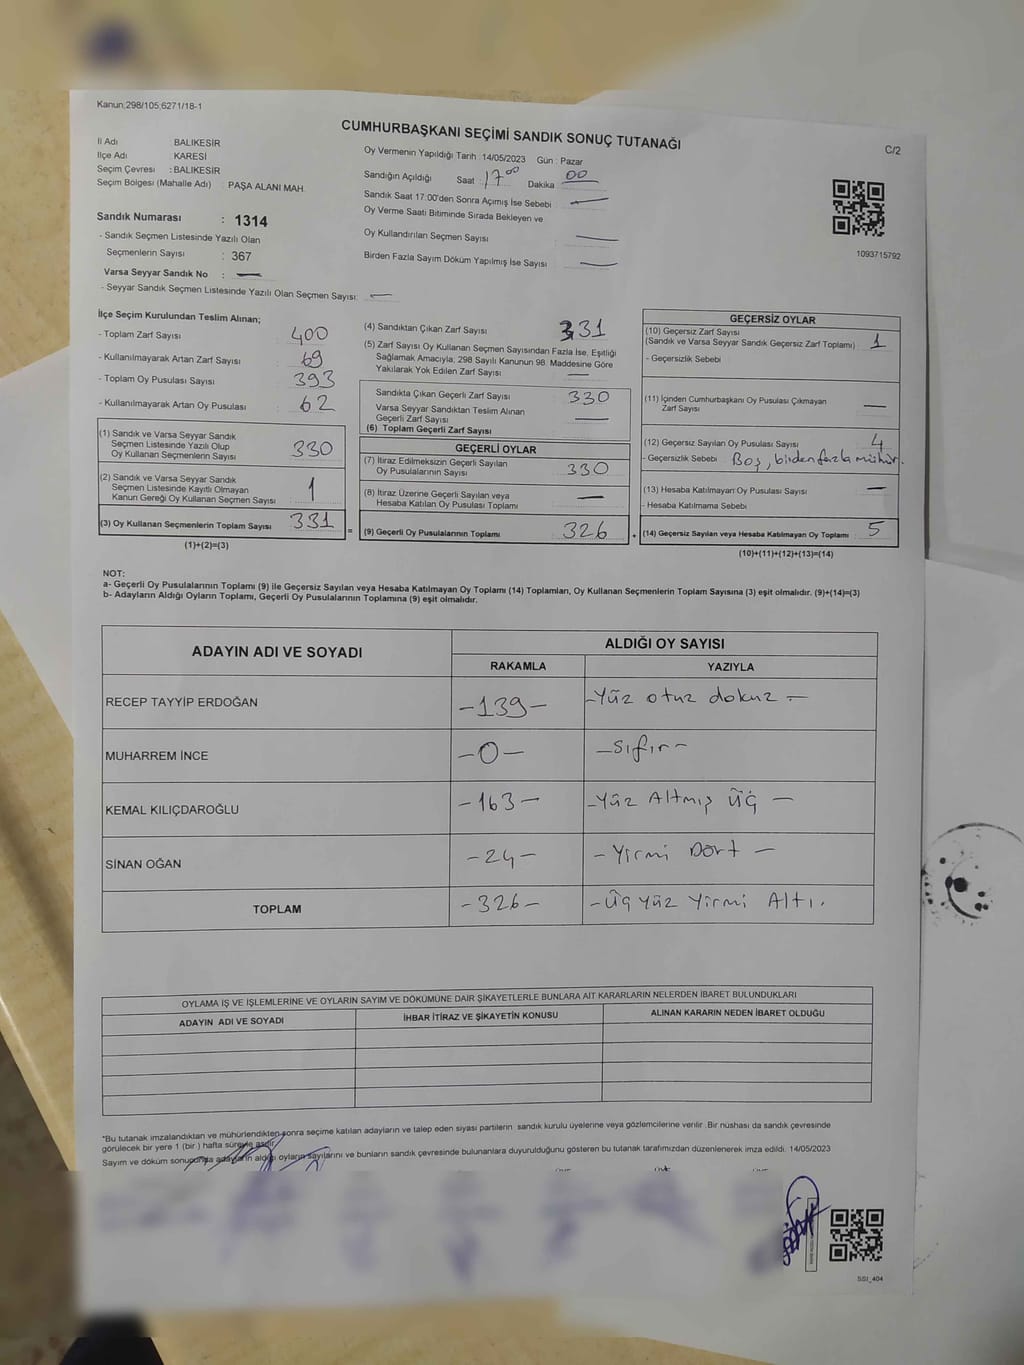 Kanun;298/105;6271/18-1
CUMHURBAŞKANI SEÇİMİ SANDIK SONUÇ TUTANAĞI
C/2
İl Adı BALIKESİR
İlçe Adı KARESİ
Seçim Çevresi : BALIKESİR
Seçim Bölgesi (Mahalle Adı) : PAŞA ALANI MAH.
Sandık Numarası : 1314
- Sandık Seçmen Listesinde Yazılı Olan
Seçmenlerin Sayısı : 367
Varsa Seyyar Sandık No : —
- Seyyar Sandık Seçmen Listesinde Yazılı Olan Seçmen Sayısı: —
Oy Vermenin Yapıldığı Tarih : 14/05/2023 Gün : Pazar
Sandığın Açıldığı Saat : 17 00 Dakika 00
Sandık Saat 17:00'den Sonra Açımış İse Sebebi —
Oy Verme Saati Bitiminde Sırada Bekleyen ve
Oy Kullandırılan Seçmen Sayısı —
Birden Fazla Sayım Döküm Yapılmış İse Sayısı —
1093715792
İlçe Seçim Kurulundan Teslim Alınan;
- Toplam Zarf Sayısı 400
- Kullanılmayarak Artan Zarf Sayısı 69
- Toplam Oy Pusulası Sayısı 393
- Kullanılmayarak Artan Oy Pusulası 62
(1) Sandık ve Varsa Seyyar Sandık
Seçmen Listesinde Yazılı Olup
Oy Kullanan Seçmenlerin Sayısı 330
(2) Sandık ve Varsa Seyyar Sandık
Seçmen Listesinde Kayıtlı Olmayan
Kanun Gereği Oy Kullanan Seçmen Sayısı 1
(3) Oy Kullanan Seçmenlerin Toplam Sayısı 331 =
(1)+(2)=(3)
(4) Sandıktan Çıkan Zarf Sayısı 331
(5) Zarf Sayısı Oy Kullanan Seçmen Sayısından Fazla İse, Eşitliği
Sağlamak Amacıyla, 298 Sayılı Kanunun 98. Maddesine Göre
Yakılarak Yok Edilen Zarf Sayısı —
Sandıkta Çıkan Geçerli Zarf Sayısı 330
Varsa Seyyar Sandıktan Teslim Alınan
Geçerli Zarf Sayısı —
(6) Toplam Geçerli Zarf Sayısı
GEÇERLİ OYLAR
(7) İtiraz Edilmeksizin Geçerli Sayılan
Oy Pusulalarının Sayısı 330
(8) İtiraz Üzerine Geçerli Sayılan veya
Hesaba Katılan Oy Pusulası Toplamı —
(9) Geçerli Oy Pusulalarının Toplamı 326
GEÇERSİZ OYLAR
(10) Geçersiz Zarf Sayısı
(Sandık ve Varsa Seyyar Sandık Geçersiz Zarf Toplamı) 1
- Geçersizlik Sebebi
(11) İçinden Cumhurbaşkanı Oy Pusulası Çıkmayan
Zarf Sayısı —
(12) Geçersiz Sayılan Oy Pusulası Sayısı 4
- Geçersizlik Sebebi Boş, birden fazla mühür.
(13) Hesaba Katılmayan Oy Pusulası Sayısı —
- Hesaba Katılmama Sebebi
(14) Geçersiz Sayılan veya Hesaba Katılmayan Oy Toplamı 5
(10)+(11)+(12)+(13)=(14)
NOT:
a- Geçerli Oy Pusulalarının Toplamı (9) ile Geçersiz Sayılan veya Hesaba Katılmayan Oy Toplamı (14) Toplamları, Oy Kullanan Seçmenlerin Toplam Sayısına (3) eşit olmalıdır. (9)+(14)=(3)
b- Adayların Aldığı Oyların Toplamı, Geçerli Oy Pusulalarının Toplamına (9) eşit olmalıdır.
ADAYIN ADI VE SOYADI ALDIĞI OY SAYISI
RAKAMLA YAZIYLA
RECEP TAYYİP ERDOĞAN -139- -Yüz otuz dokuz -
MUHARREM İNCE -0- -Sıfır-
KEMAL KILIÇDAROĞLU -163- -Yüz Altmış Üç -
SİNAN OĞAN -24- -Yirmi Dört -
TOPLAM -326- -Üç Yüz Yirmi Altı.
OYLAMA İŞ VE İŞLEMLERİNE VE OYLARIN SAYIM VE DÖKÜMÜNE DAİR ŞİKAYETLERLE BUNLARA AİT KARARLARIN NELERDEN İBARET BULUNDUKLARI
ADAYIN ADI VE SOYADI İHBAR İTİRAZ VE ŞİKAYETİN KONUSU ALINAN KARARIN NEDEN İBARET OLDUĞU
*Bu tutanak imzalandıktan ve mühürlendikten sonra seçime katılan adayların ve talep eden siyasi partilerin sandık kurulu üyelerine veya gözlemcilerine verilir. Bir nüshası da sandık çevresinde
görülecek bir yere 1 (bir) hafta süreyle asılır.
Sayım ve döküm sonucunda adayların aldığı oyların sayılarını ve bunların sandık çevresinde bulunanlara duyurulduğunu gösteren bu tutanak tarafımızdan düzenlenerek imza edildi. 14/05/2023
SSI_404